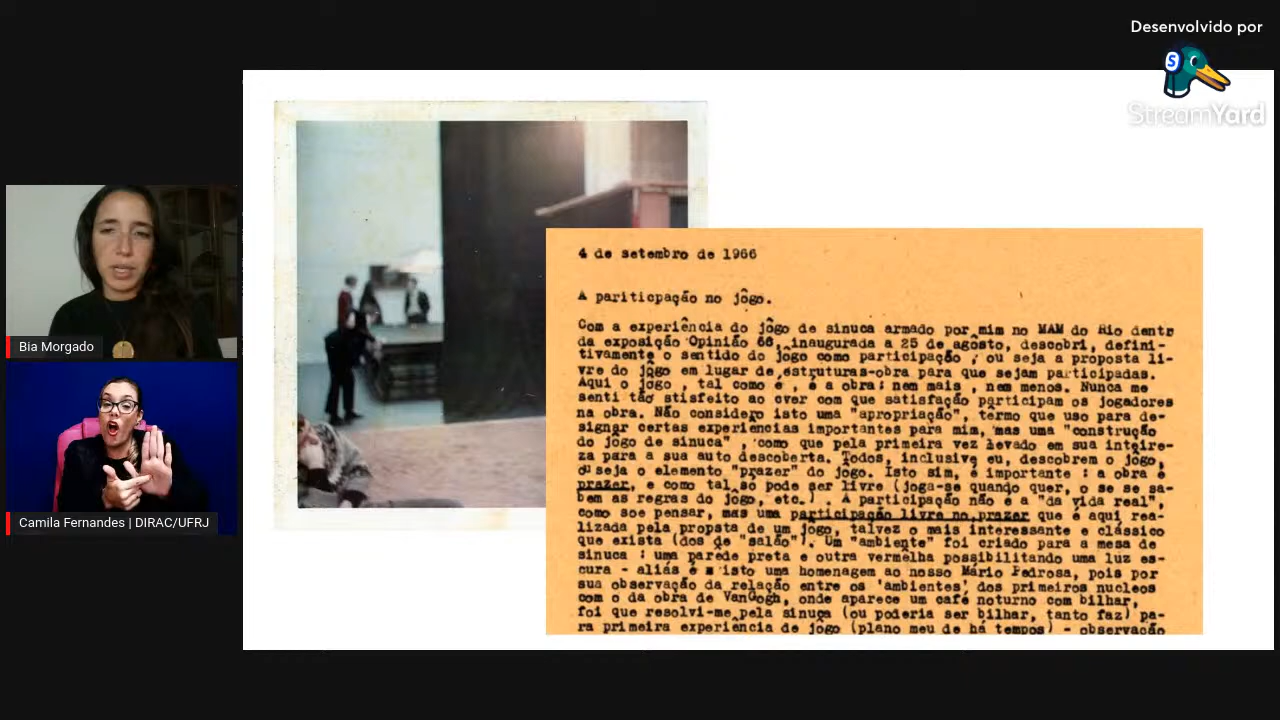 Desenvolvido por
StreamYard
Bia Morgado
Camila Fernandes | DIRAC/UFRJ
4 de setembro de 1966
A pariticpação no jôgo.
Com a experiência do jôgo de sinuca armado por mim no MAM do Rio dentr
da exposição Opinião 66, inaugurada a 25 de agôsto, descobri, defini-
tivamente o sentido do jôgo como participação , ou seja a proposta li-
vre do jôgo em lugar de estruturas-obra para que sejam participadas.
Aqui o jôgo , tal como é , é a obra: nem mais , nem menos. Nunca me
senti tão stisfeito ao over com que satisfação participam os jogadores
na obra. Não considero isto uma "apropriação", termo que uso para de-
signar certas experiências importantes para mim, mas uma "construção
do jôgo de sinuca" , como que pela primeira vez levado em sua inteire-
za para a sua auto descoberta. Todos, inclusive eu, descobrem o jôgo,
ou seja o elemento "prazer" do jôgo. Isto sim, é importante : a obra é
prazer, e como tal só pode ser livre (joga-se quando quer, o se se sa-
bem as regras do jôgo, etc.) A participação não é a "da vida real",
como soe pensar, mas uma participação livre no prazer que é aqui rea-
lizada pela propsta de um jôgo, talvez o mais interessante e clássico
que exista (dos de "salão"). Um "ambiente" foi criado para a mesa de
sinuca : uma parede preta e outra vermelha possibilitando uma luz es-
cura - aliás é isto uma homenagem ao nosso Mário Pedrosa, pois por
sua observação da relação entre os 'ambientes' dos primeiros nucleos
com o da obra de VanGogh, onde aparece um café noturno com bilhar,
foi que resolvi-me pela sinuca (ou poderia ser bilhar, tanto faz) pa-
ra primeira experiência de jôgo (plano meu de há tempos) - observação